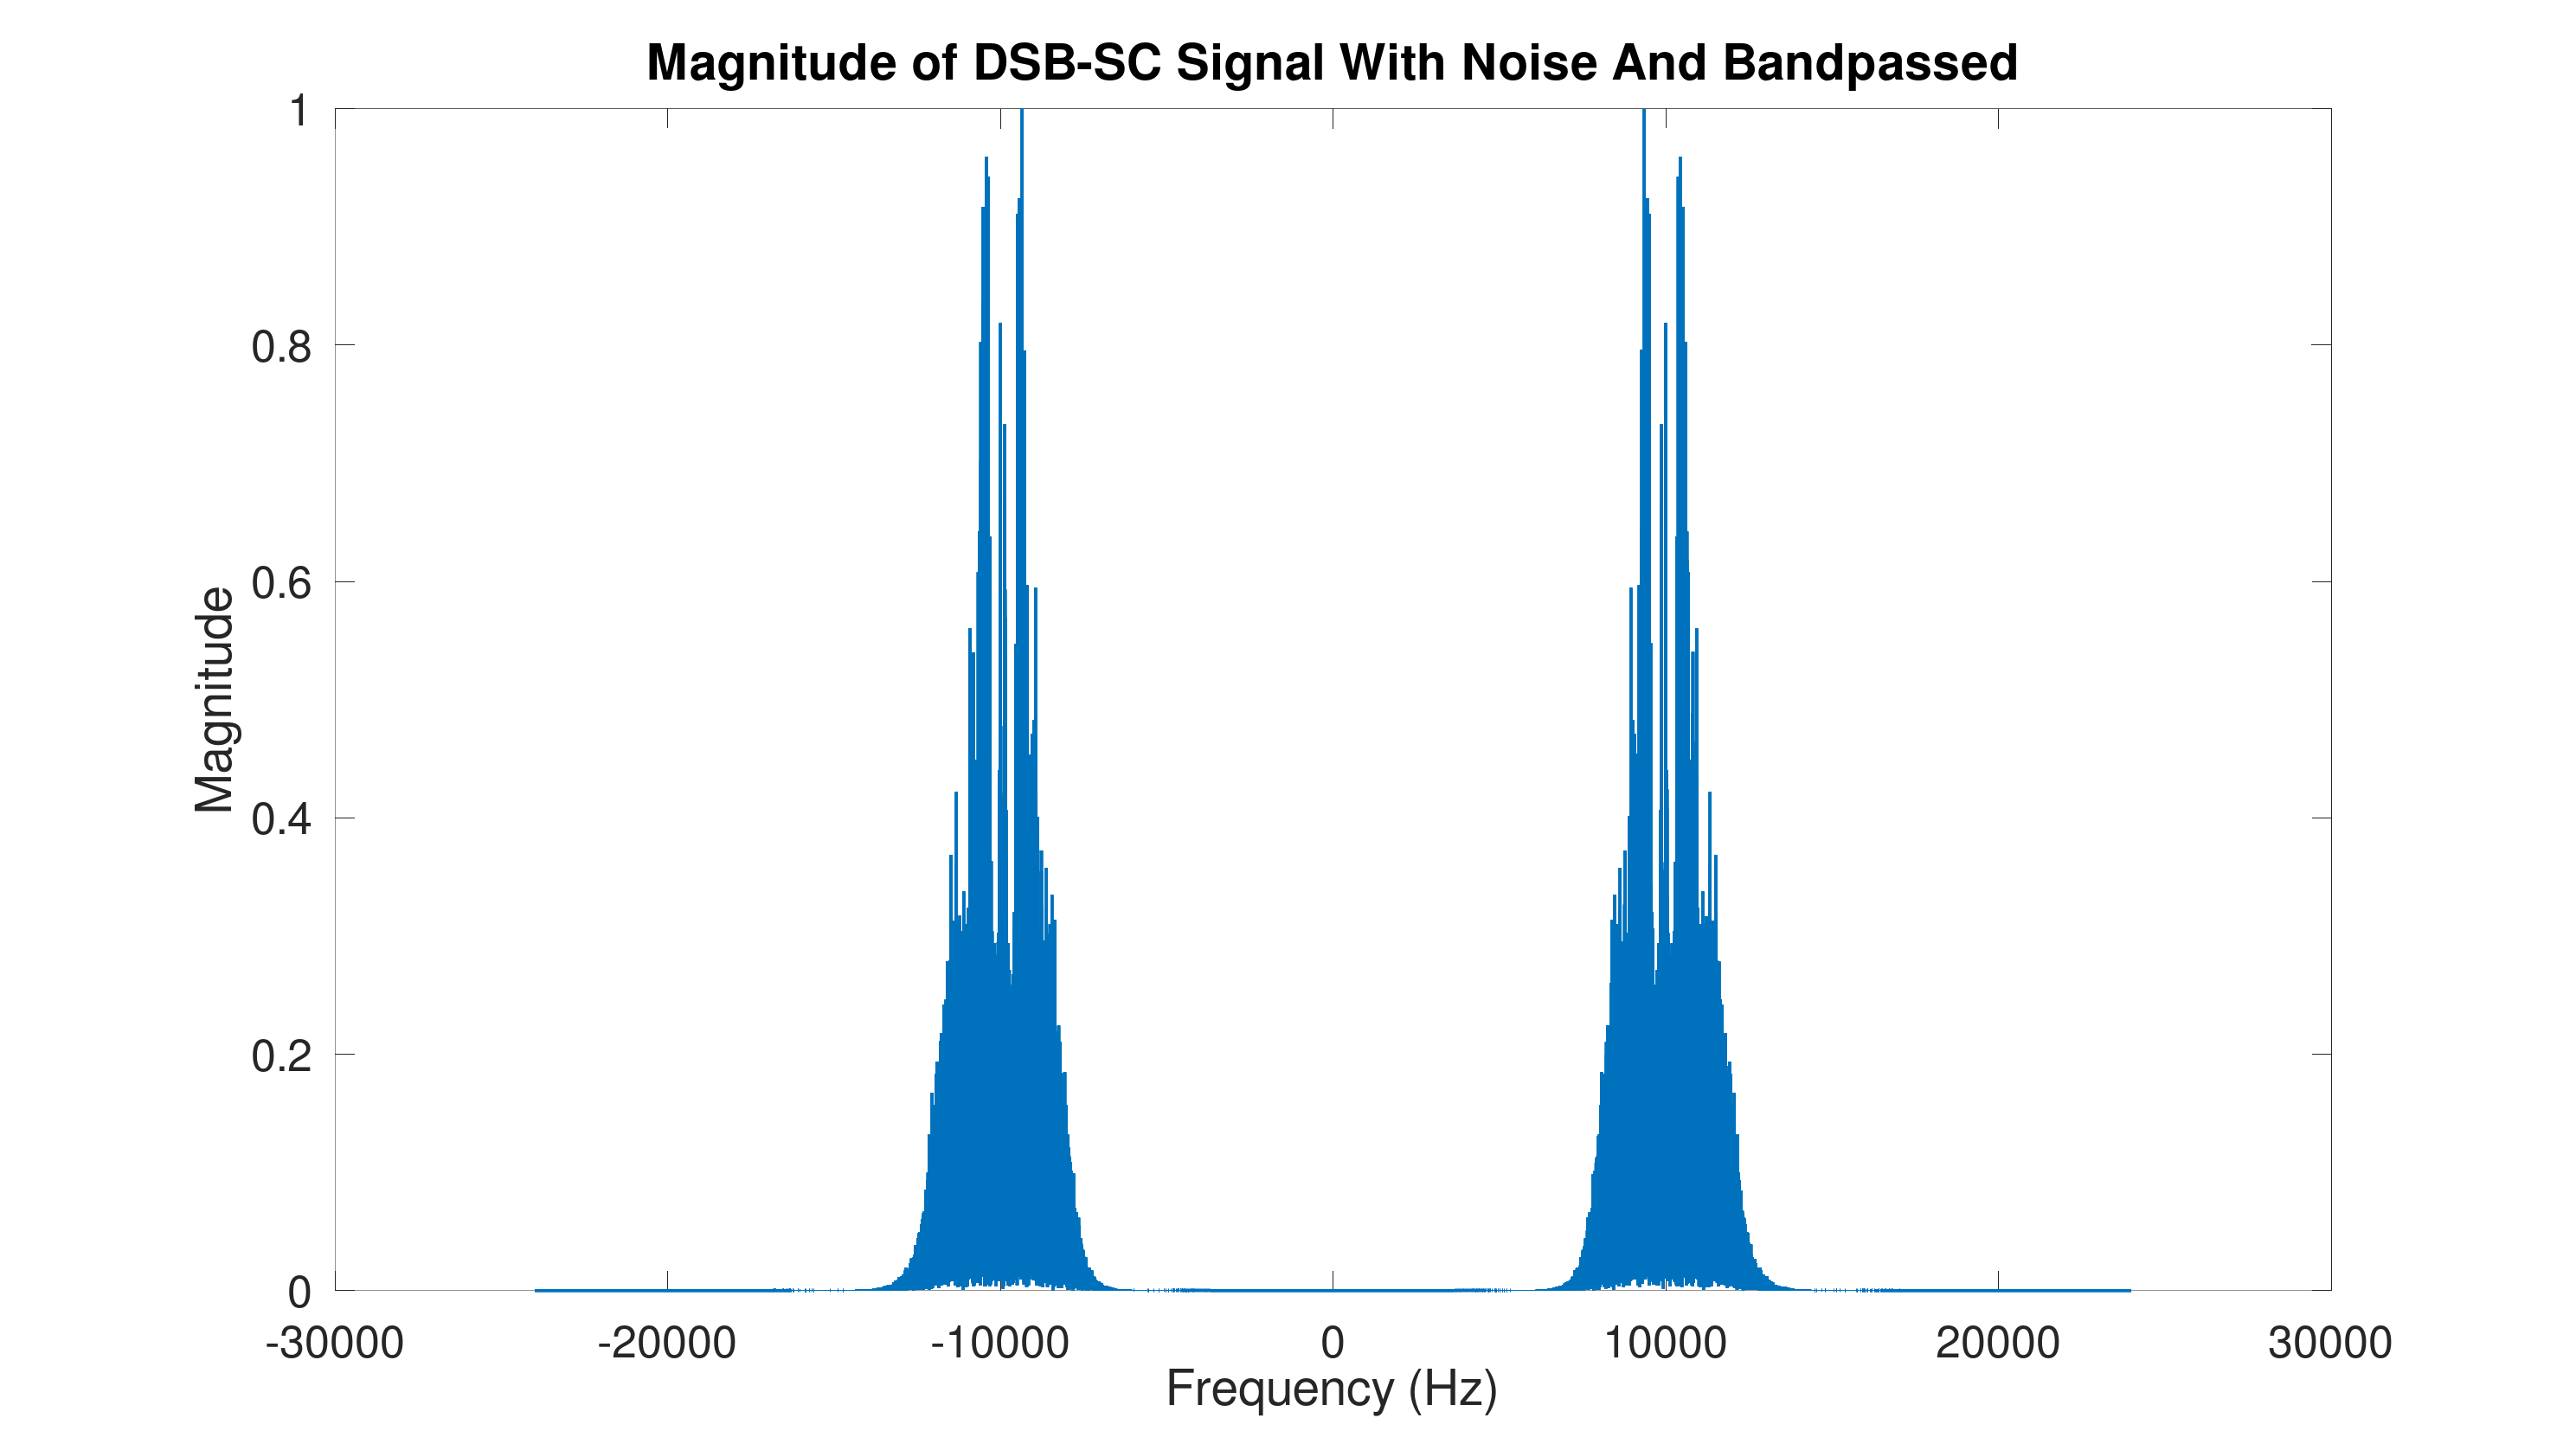 Magnitude of DSB-SC Signal With Noise And Bandpassed
1
0.8
0.6
0.4
0.2
0
Magnitude
-30000 -20000 -10000 0 10000 20000 30000
Frequency (Hz)